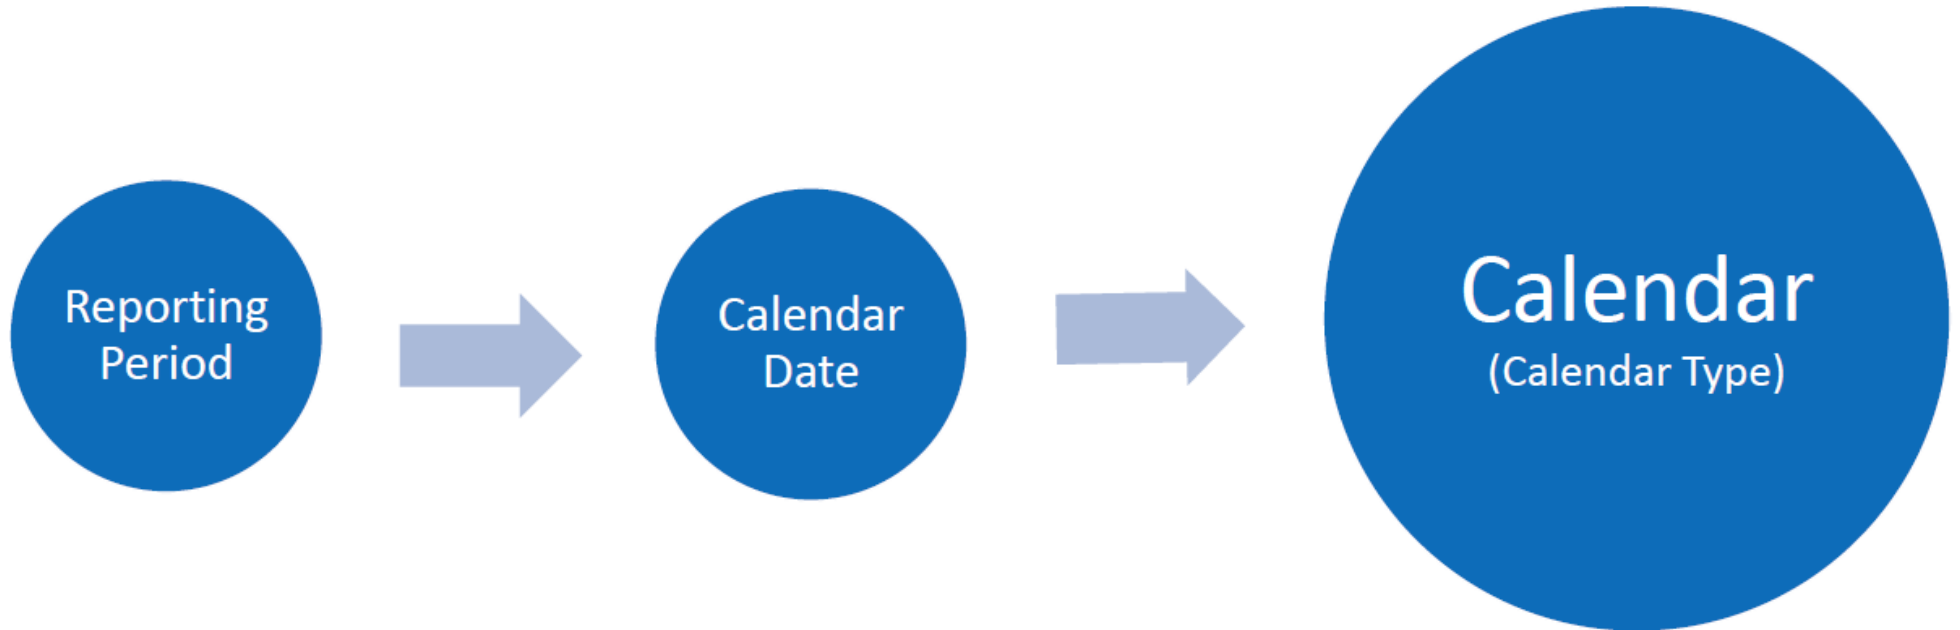 Reporting
Period
Calendar
Date
Calendar
(Calendar Type)